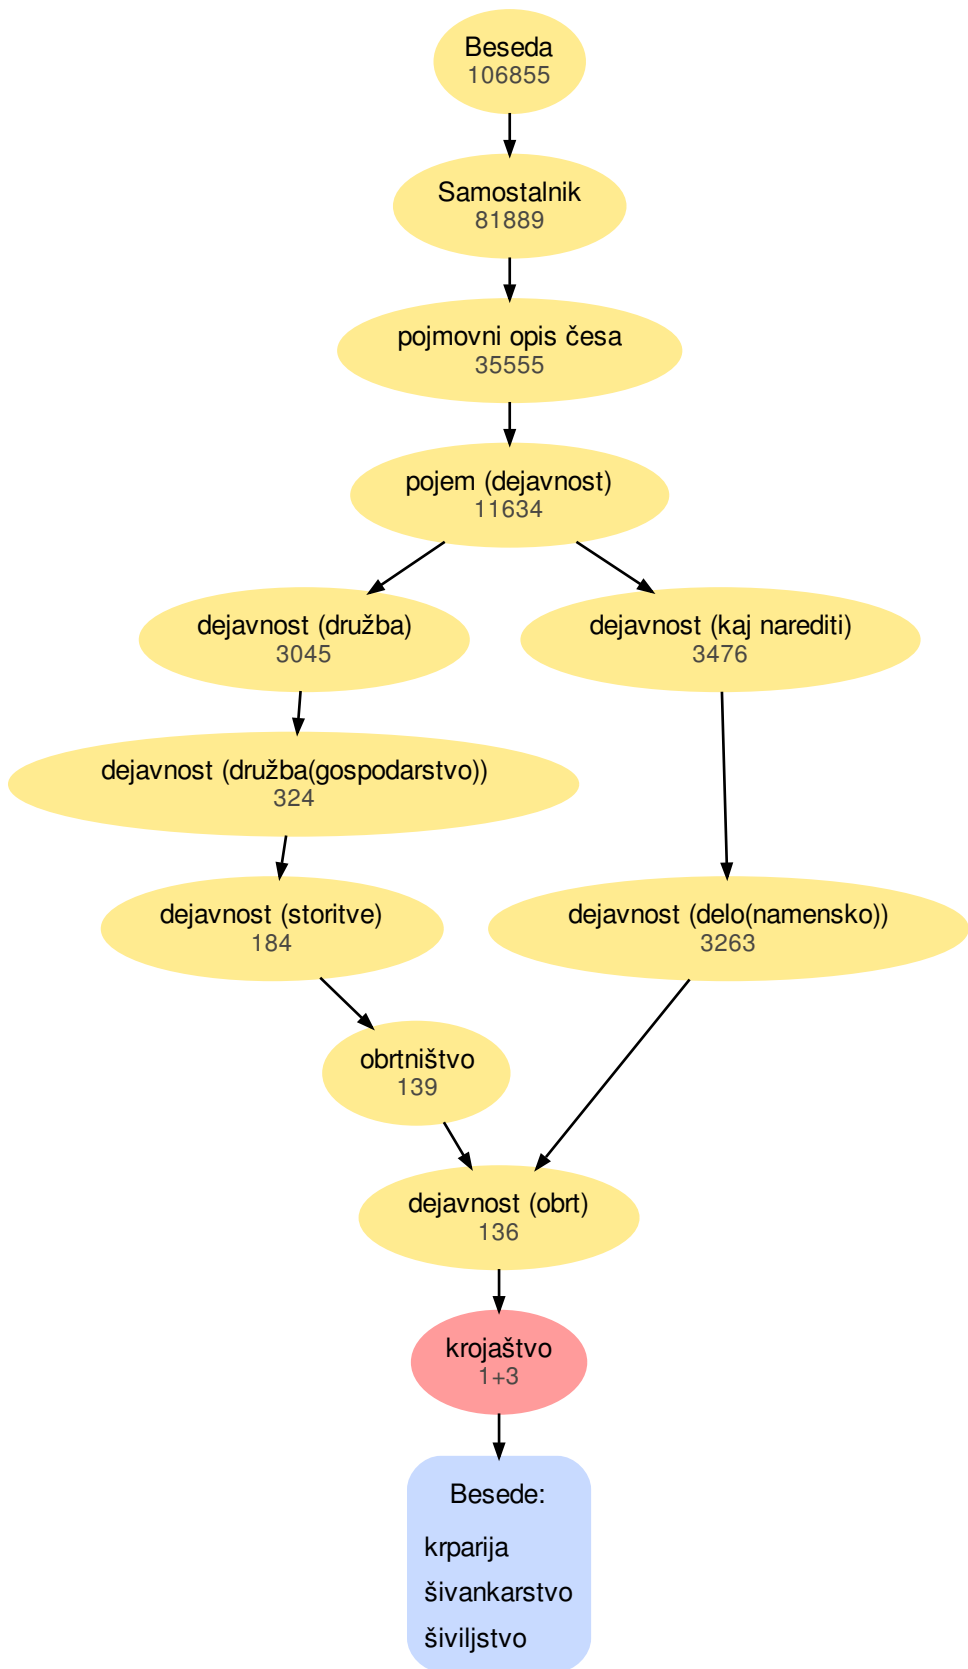 Beseda
106855
Samostalnik
81889
pojmovni opis česa
35555
pojem (dejavnost)
11634
dejavnost (družba)
3045
dejavnost (kaj narediti)
3476
dejavnost (družba(gospodarstvo))
324
dejavnost (storitve)
184
dejavnost (delo(namensko))
3263
obrtništvo
139
dejavnost (obrt)
136
krojaštvo
1+3
Besede:
krparija
šivankarstvo
šiviljstvo